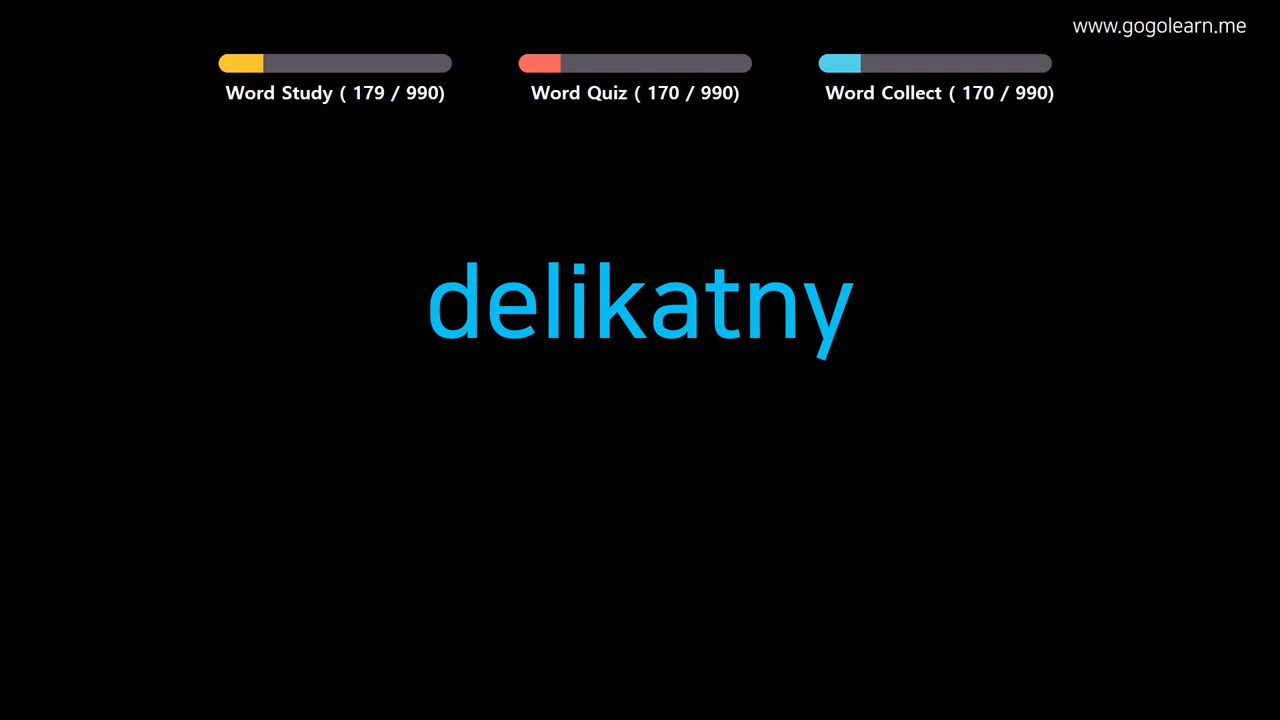 www.gogolearn.me
Word Study ( 179 / 990)
Word Quiz ( 170 / 990)
Word Collect ( 170 / 990)
delikatny